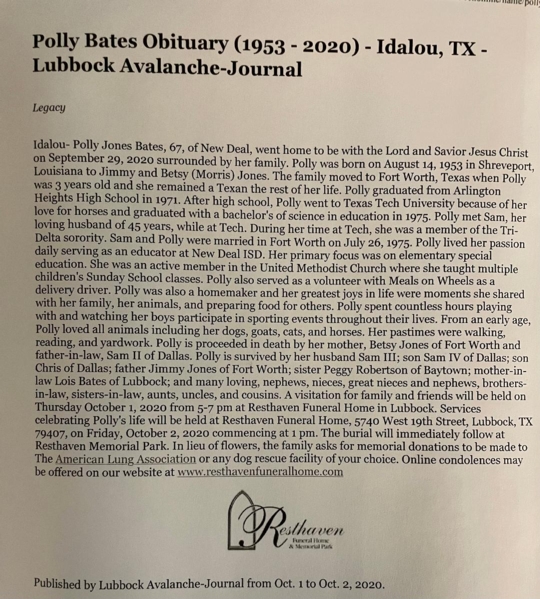 Polly Bates Obituary (1953 - 2020) - Idalou, TX -
Lubbock Avalanche-Journal
Legacy
Idalou- Polly Jones Bates, 67, of New Deal, went home to be with the Lord and Savior Jesus Christ
on September 29, 2020 surrounded by her family. Polly was born on August 14, 1953 in Shreveport,
Louisiana to Jimmy and Betsy (Morris) Jones. The family moved to Fort Worth, Texas when Polly
was 3 years old and she remained a Texan the rest of her life. Polly graduated from Arlington
Heights High School in 1971. After high school, Polly went to Texas Tech University because of her
love for horses and graduated with a bachelor's of science in education in 1975. Polly met Sam, her
loving husband of 45 years, while at Tech. During her time at Tech, she was a member of the Tri-
Delta sorority. Sam and Polly were married in Fort Worth on July 26, 1975. Polly lived her passion
daily serving as an educator at New Deal ISD. Her primary focus was on elementary special
education. She was an active member in the United Methodist Church where she taught multiple
children's Sunday School classes. Polly also served as a volunteer with Meals on Wheels as a
delivery driver. Polly was also a homemaker and her greatest joys in life were moments she shared
with her family, her animals, and preparing food for others. Polly spent countless hours playing
with and watching her boys participate in sporting events throughout their lives. From an early age,
Polly loved all animals including her dogs, goats, cats, and horses. Her pastimes were walking,
reading, and yardwork. Polly is proceeded in death by her mother, Betsy Jones of Fort Worth and
father-in-law, Sam II of Dallas. Polly is survived by her husband Sam III; son Sam IV of Dallas; son
Chris of Dallas; father Jimmy Jones of Fort Worth; sister Peggy Robertson of Baytown; mother-in-
law Lois Bates of Lubbock; and many loving, nephews, nieces, great nieces and nephews, brothers-
in-law, sisters-in-law, aunts, uncles, and cousins. A visitation for family and friends will be held on
Thursday October 1, 2020 from 5-7 pm at Resthaven Funeral Home in Lubbock. Services
celebrating Polly's life will be held at Resthaven Funeral Home, 5740 West 19th Street, Lubbock, TX
79407, on Friday, October 2, 2020 commencing at 1 pm. The burial will immediately follow at
Resthaven Memorial Park. In lieu of flowers, the family asks for memorial donations to be made to
The American Lung Association or any dog rescue facility of your choice. Online condolences may
be offered on our website at www.resthavenfuneralhome.com
Resthaven
Funeral Home
& Memorial Park
Published by Lubbock Avalanche-Journal from Oct. 1 to Oct. 2, 2020.